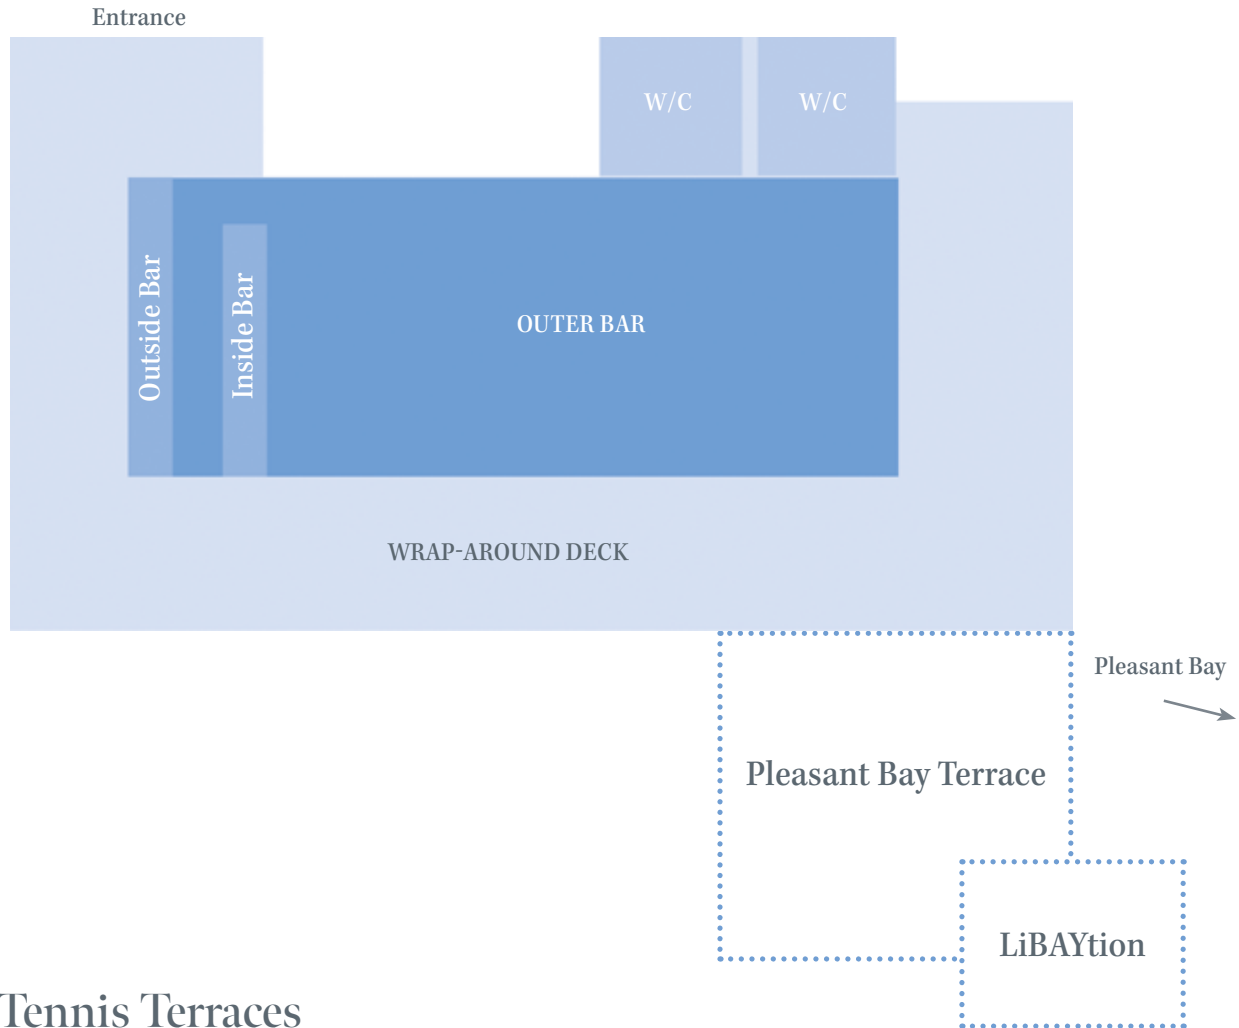 Entrance
W/C
W/C
Outside Bar
Inside Bar
OUTER BAR
WRAP-AROUND DECK
Pleasant Bay
Pleasant Bay Terrace
LiBAYtion
Tennis Terraces